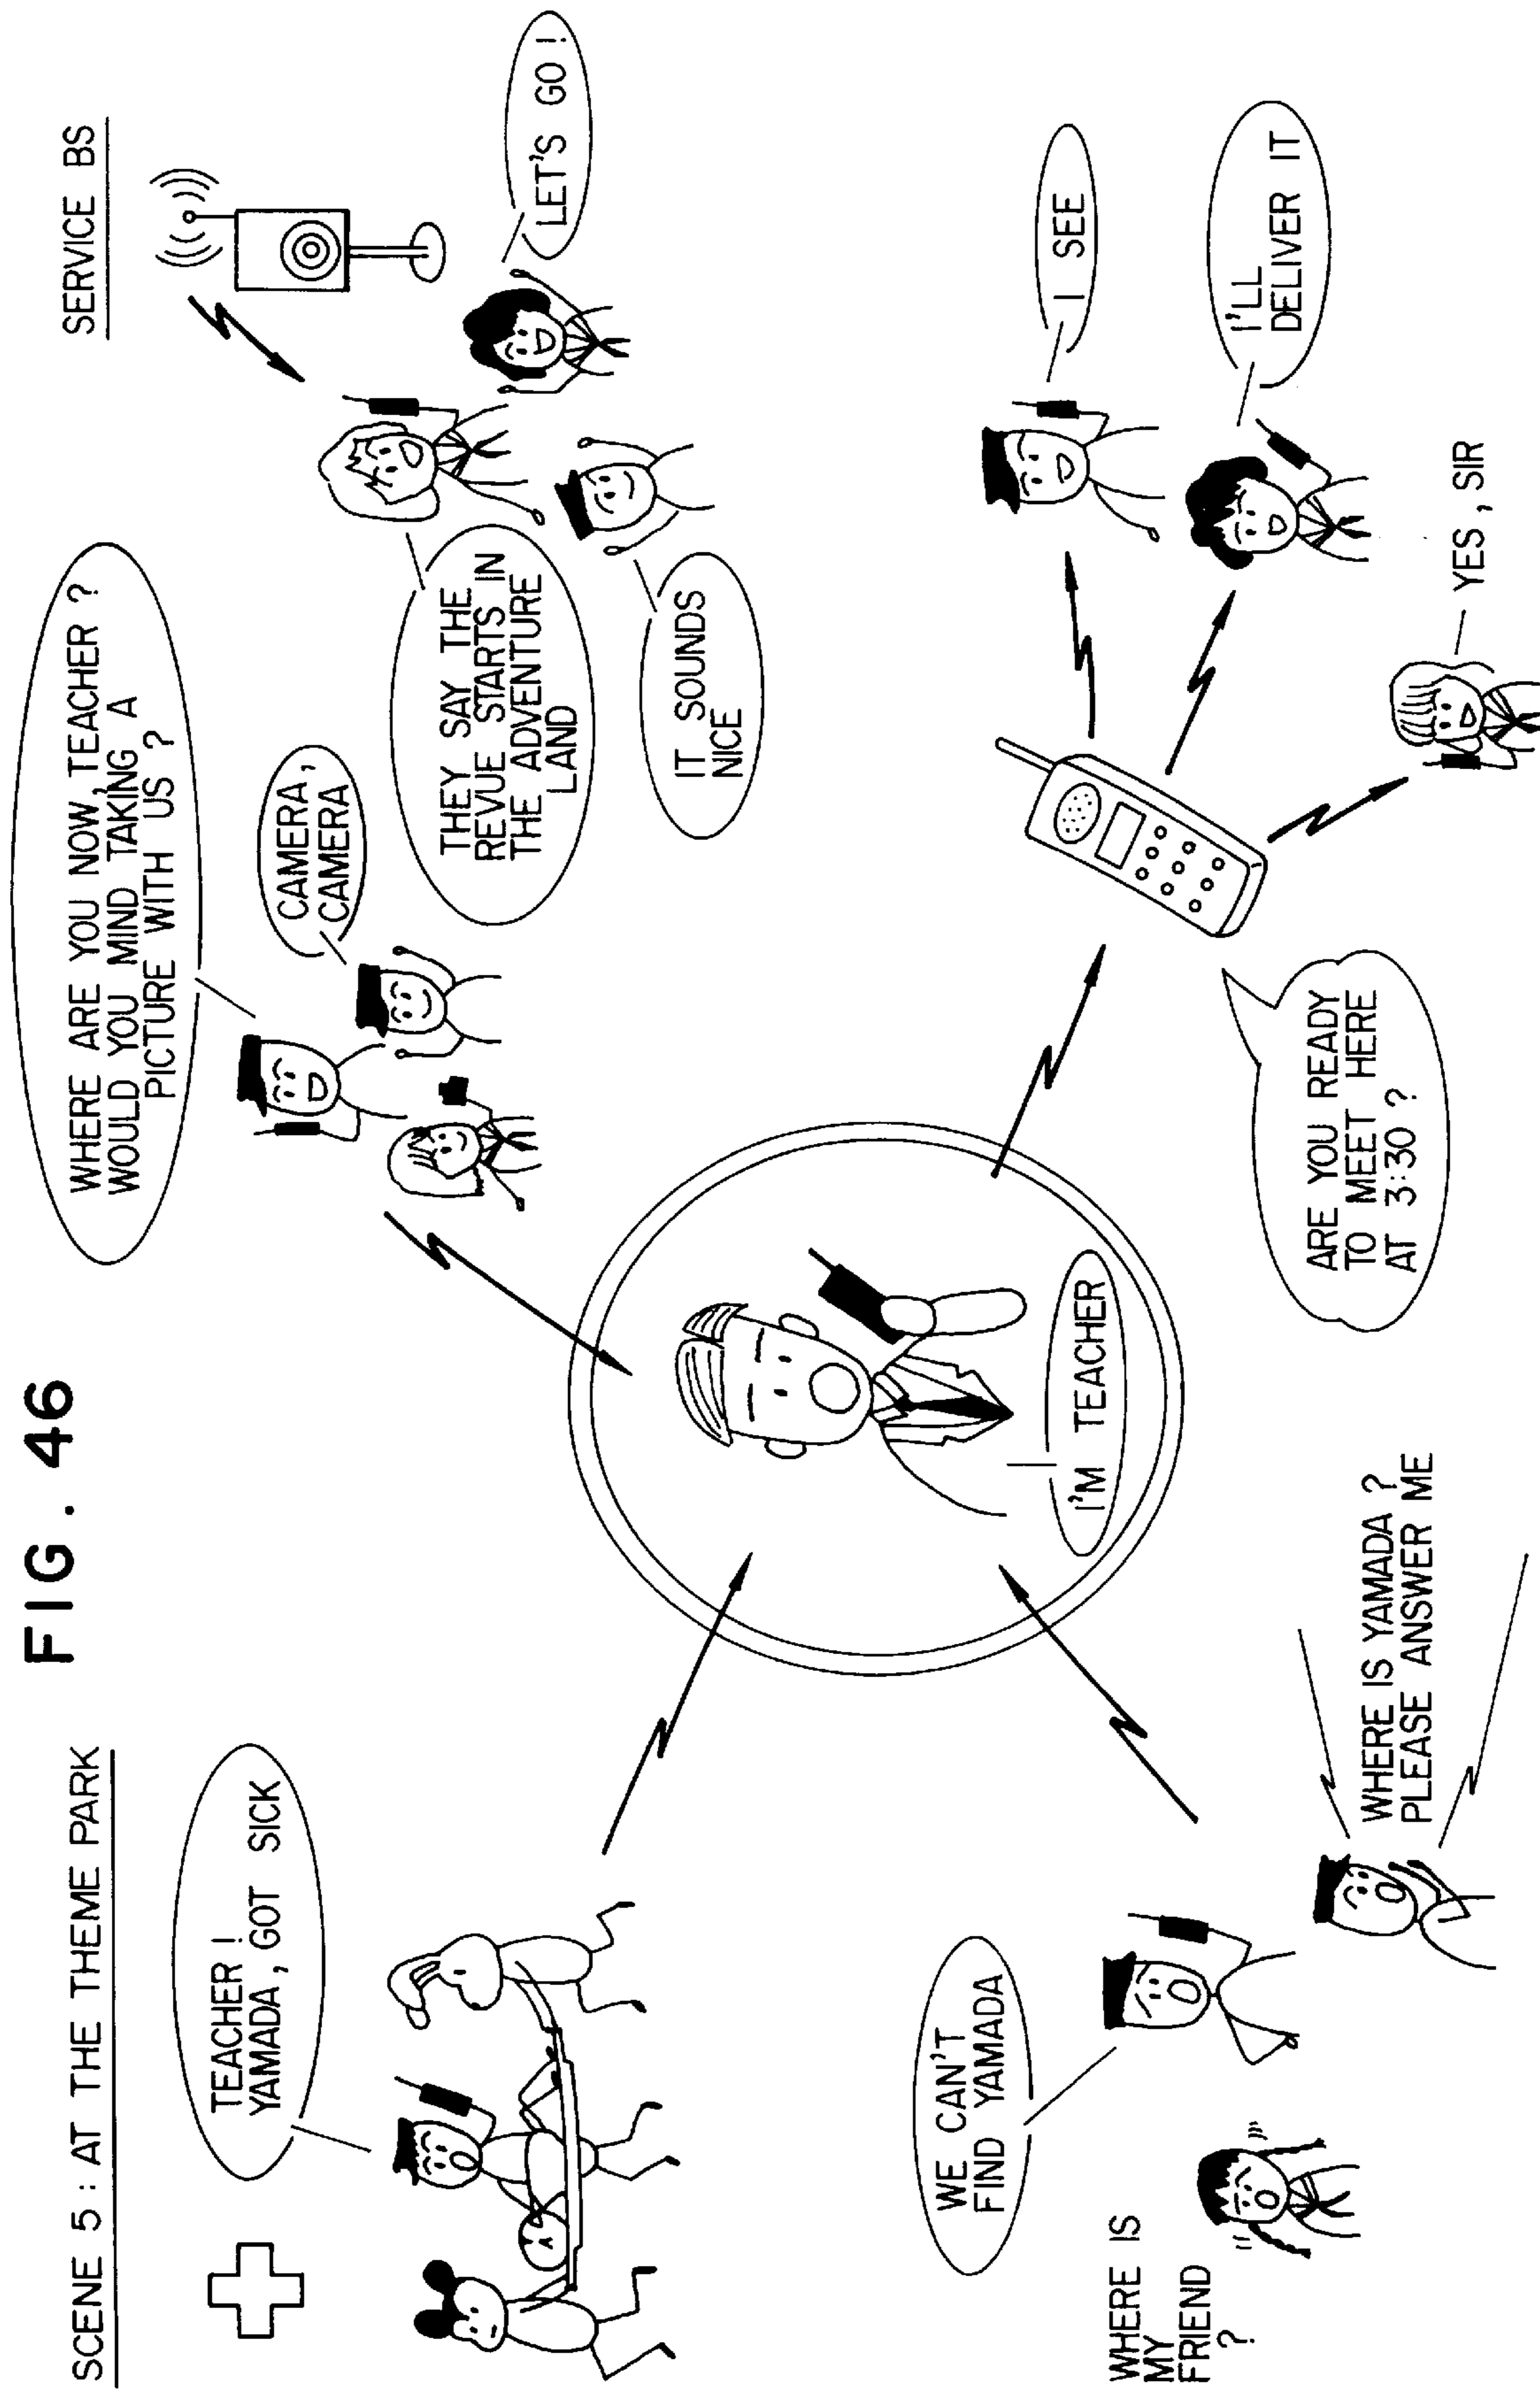 FIG. 46
SCENE 5 : AT THE THEME PARK
TEACHER !
YAMADA, GOT SICK
WHERE ARE YOU NOW, TEACHER ?
WOULD YOU MIND TAKING A
PICTURE WITH US ?
CAMERA,
CAMERA
SERVICE BS
THEY SAY THE
REVUE STARTS IN
THE ADVENTURE
LAND
LET'S GO !
IT SOUNDS
NICE
I'M TEACHER
WE CAN'T
FIND YAMADA
WHERE IS
MY
FRIEND
?
WHERE IS YAMADA ?
PLEASE ANSWER ME
ARE YOU READY
TO MEET HERE
AT 3:30 ?
I SEE
I'LL
DELIVER IT
YES, SIR